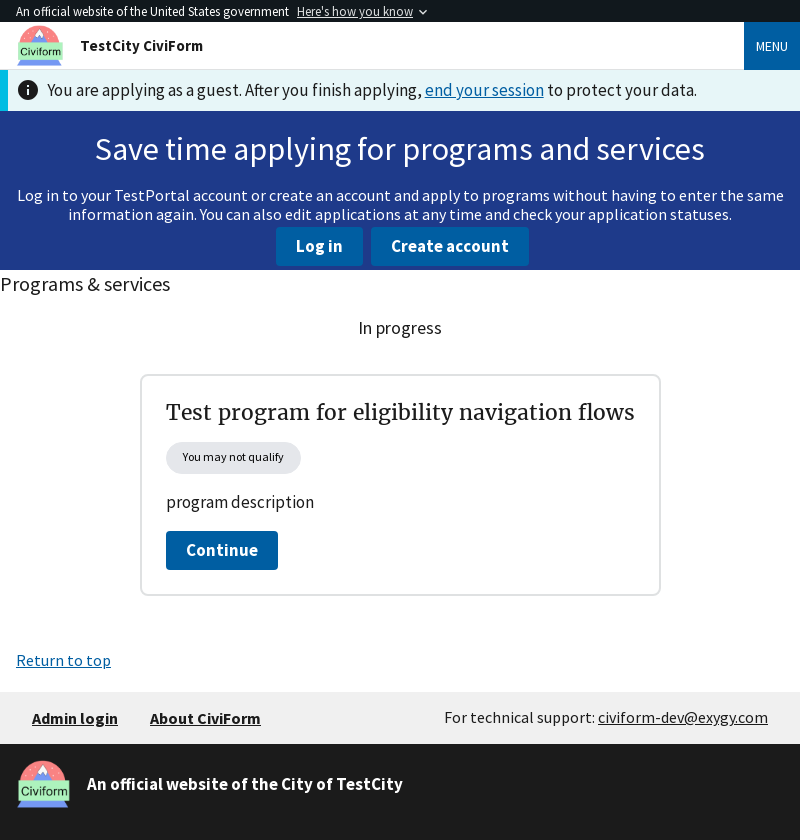 An official website of the United States government Here's how you know
Civiform
TestCity CiviForm
MENU
You are applying as a guest. After you finish applying, end your session to protect your data.
Save time applying for programs and services
Log in to your TestPortal account or create an account and apply to programs without having to enter the same
information again. You can also edit applications at any time and check your application statuses.
Log in
Create account
Programs & services
In progress
Test program for eligibility navigation flows
You may not qualify
program description
Continue
Return to top
Admin login
About CiviForm
For technical support: civiform-dev@exygy.com
Civiform
An official website of the City of TestCity